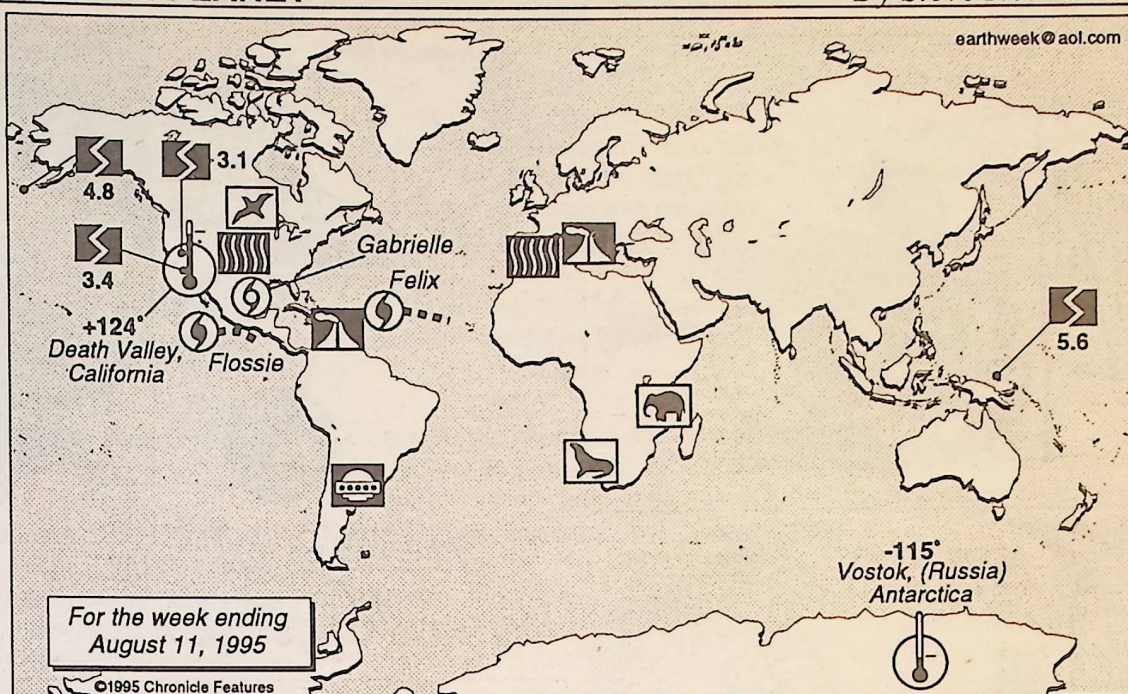 earthweek@aol.com
3.1
4.8
Gabrielle
3.4
Felix
+124°
Death Valley,
California
Flossie
5.6
-115°
Vostok, (Russia)
Antarctica
For the week ending
August 11, 1995
©1995 Chronicle Features